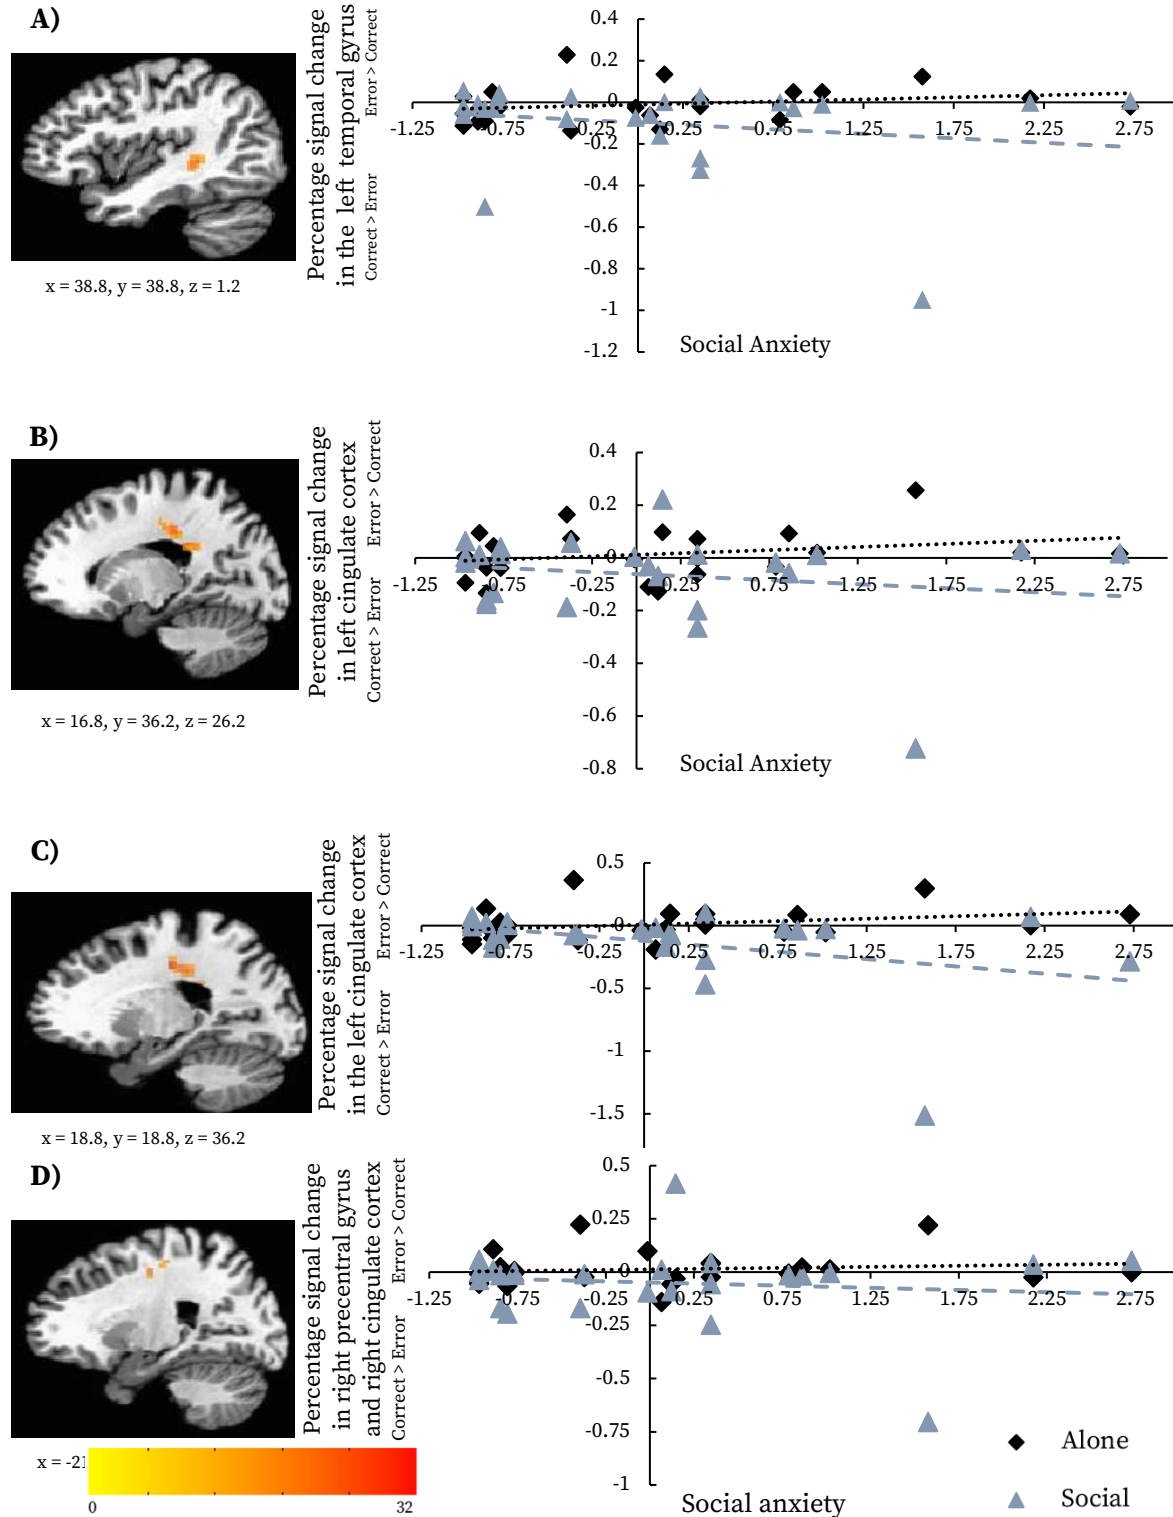 A)
Percentage signal change
in the left temporal gyrus
Correct > Error Error > Correct
0.4
0.2
0
-0.2
-0.4
-0.6
-0.8
-1
-1.2
-1.25 -0.75 -0.25 0.25 0.75 1.25 1.75 2.25 2.75
Social Anxiety
x = 38.8, y = 38.8, z = 1.2
B)
Percentage signal change
in left cingulate cortex
Correct > Error Error > Correct
0.4
0.2
0
-0.2
-0.4
-0.6
-0.8
-1.25 -0.75 -0.25 0.25 0.75 1.25 1.75 2.25 2.75
Social Anxiety
x = 16.8, y = 36.2, z = 26.2
C)
Percentage signal change
in the left cingulate cortex
Correct > Error Error > Correct
0.5
0
-0.5
-1
-1.5
-1.25 -0.75 -0.25 0.25 0.75 1.25 1.75 2.25 2.75
x = 18.8, y = 18.8, z = 36.2
D)
Percentage signal change
in right precentral gyrus
and right cingulate cortex
Correct > Error Error > Correct
0.5
0.25
0
-0.25
-0.5
-0.75
-1
-1.25 -0.75 -0.25 0.25 0.75 1.25 1.75 2.25 2.75
Social anxiety
Alone
Social
x = -21
0 32